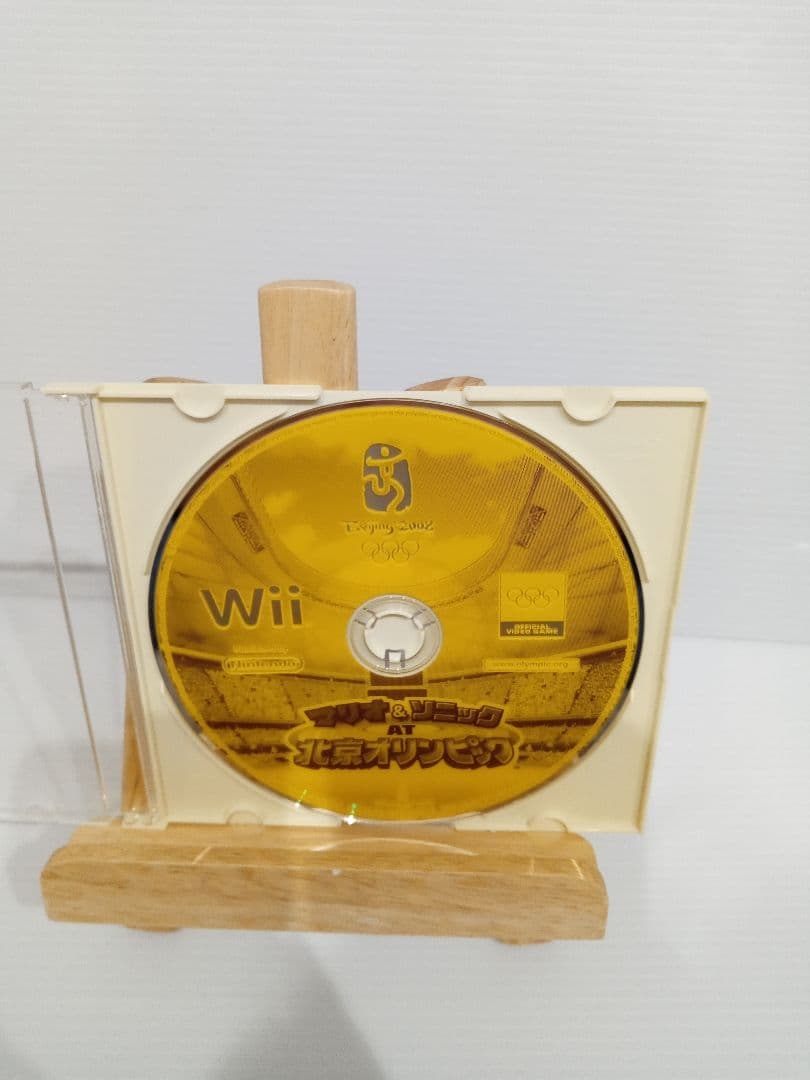 Beijing 2008
Wii
OFFICIAL
VIDEO GAME
Nintendo
www.olympic.org
マリオ&ソニック
AT
北京オリンピック